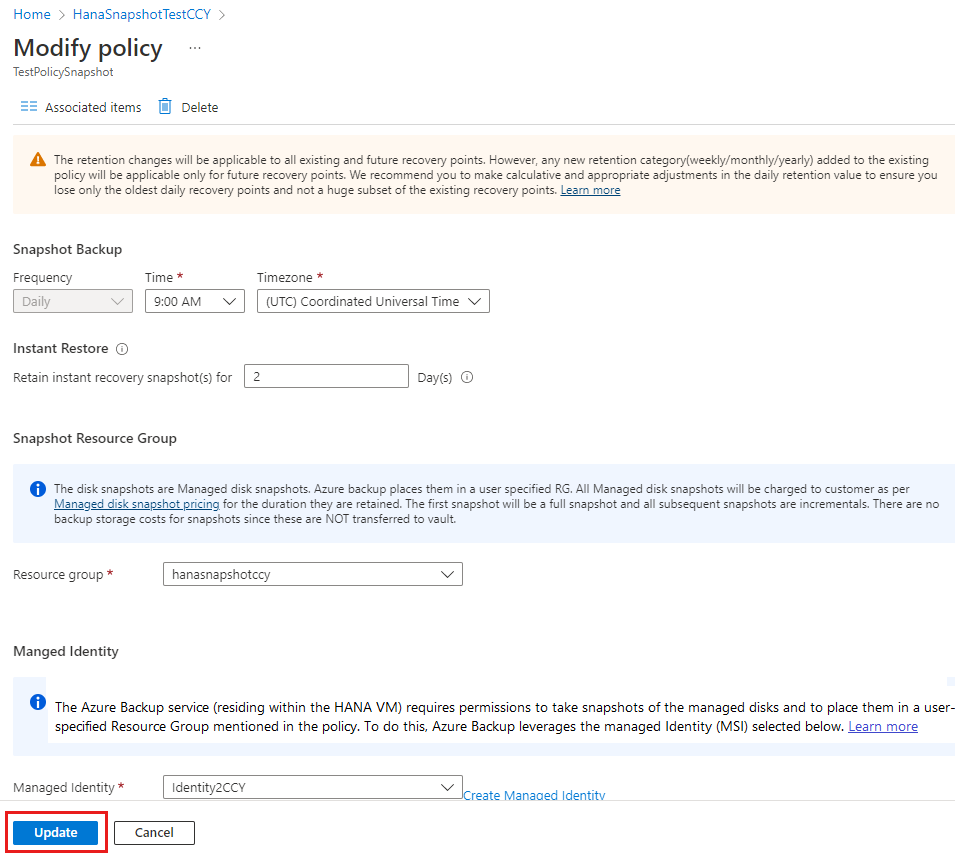 Home > HanaSnapshotTestCCY >
Modify policy ...
TestPolicySnapshot
Associated items Delete
The retention changes will be applicable to all existing and future recovery points. However, any new retention category(weekly/monthly/yearly) added to the existing
policy will be applicable only for future recovery points. We recommend you to make calculative and appropriate adjustments in the daily retention value to ensure you
lose only the oldest daily recovery points and not a huge subset of the existing recovery points. Learn more
Snapshot Backup
Frequency Time * Timezone *
Daily 9:00 AM (UTC) Coordinated Universal Time
Instant Restore
Retain instant recovery snapshot(s) for 2 Day(s)
Snapshot Resource Group
The disk snapshots are Managed disk snapshots. Azure backup places them in a user specified RG. All Managed disk snapshots will be charged to customer as per
Managed disk snapshot pricing for the duration they are retained. The first snapshot will be a full snapshot and all subsequent snapshots are incrementals. There are no
backup storage costs for snapshots since these are NOT transferred to vault.
Resource group * hanasnapshotccy
Manged Identity
The Azure Backup service (residing within the HANA VM) requires permissions to take snapshots of the managed disks and to place them in a user-
specified Resource Group mentioned in the policy. To do this, Azure Backup leverages the managed Identity (MSI) selected below. Learn more
Managed Identity * Identity2CCY Create Managed Identity
Update Cancel